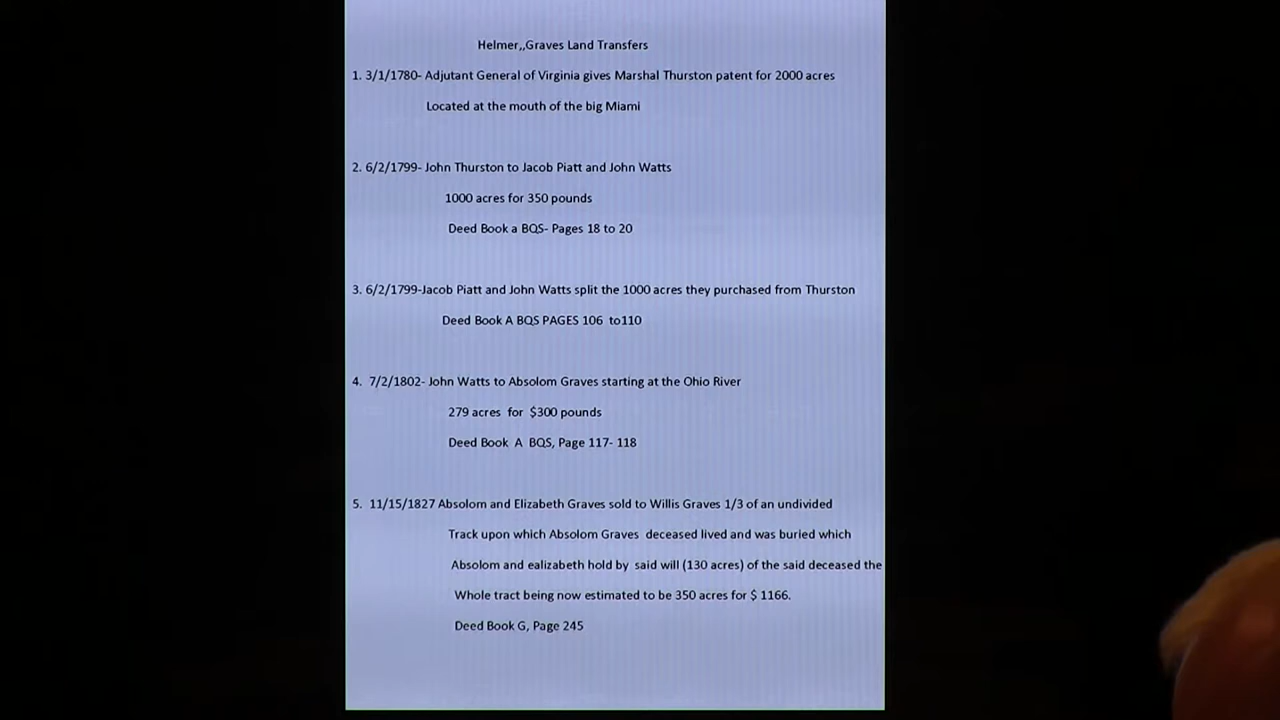 Helmer,,Graves Land Transfers
1. 3/1/1780- Adjutant General of Virginia gives Marshal Thurston patent for 2000 acres
Located at the mouth of the big Miami
2. 6/2/1799- John Thurston to Jacob Piatt and John Watts
1000 acres for 350 pounds
Deed Book a BQS- Pages 18 to 20
3. 6/2/1799-Jacob Piatt and John Watts split the 1000 acres they purchased from Thurston
Deed Book A BQS PAGES 106 to110
4. 7/2/1802- John Watts to Absolom Graves starting at the Ohio River
279 acres for $300 pounds
Deed Book A BQS, Page 117- 118
5. 11/15/1827 Absolom and Elizabeth Graves sold to Willis Graves 1/3 of an undivided
Track upon which Absolom Graves deceased lived and was buried which
Absolom and ealizabeth hold by said will (130 acres) of the said deceased the
Whole tract being now estimated to be 350 acres for $ 1166.
Deed Book G, Page 245